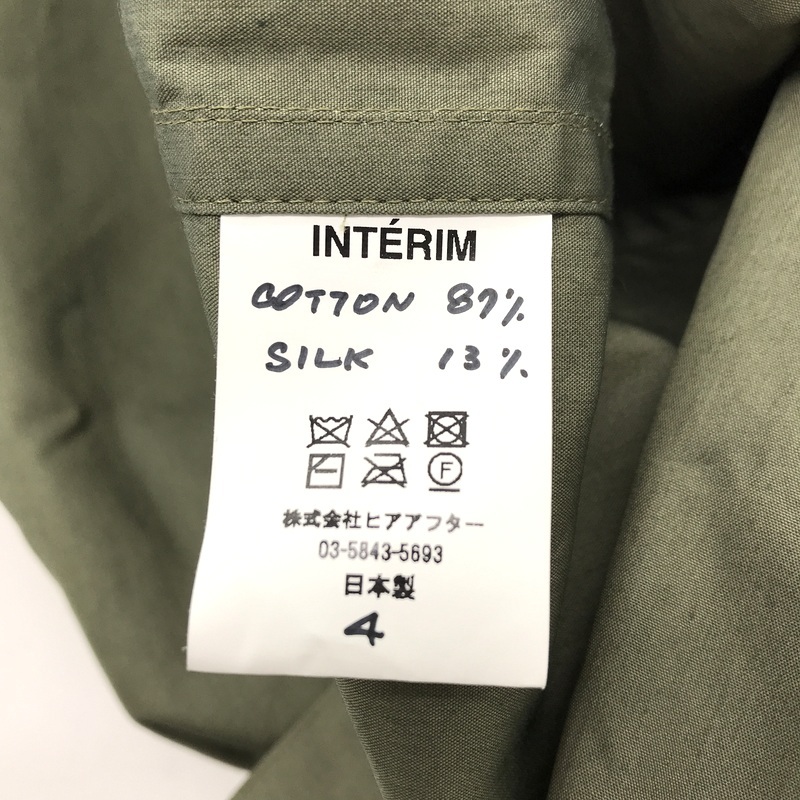 INTÉRIM
COTTON 87%
SILK 13%
F
株式会社ヒアアフター
03-5843-5693
日本製
4